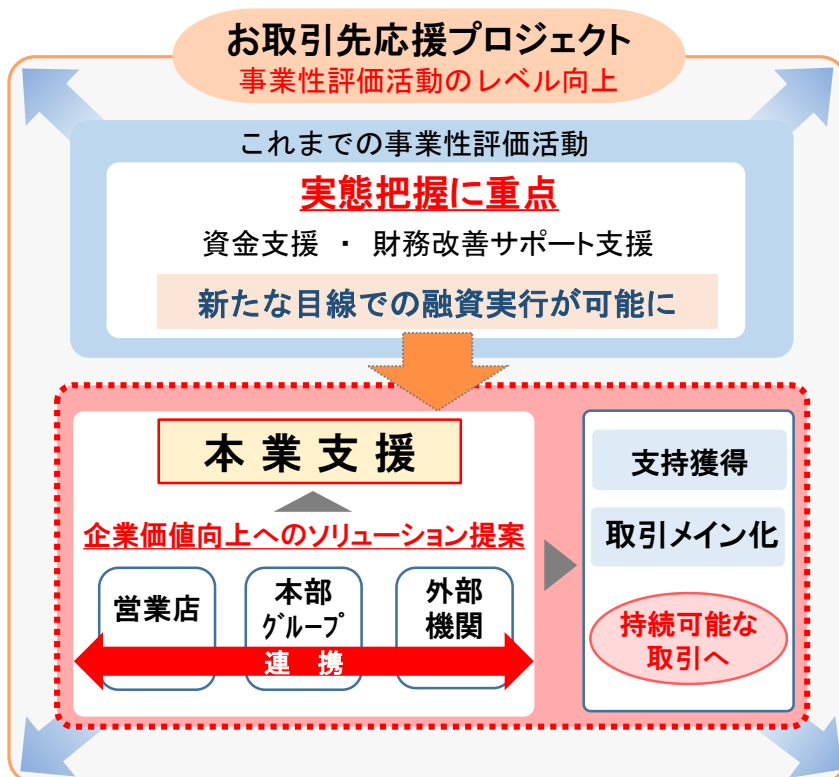 お取引先応援プロジェクト
事業性評価活動のレベル向上
これまでの事業性評価活動
実態把握に重点
資金支援 ・ 財務改善サポート支援
新たな目線での融資実行が可能に
本業支援
企業価値向上へのソリューション提案
営業店
本部
グループ
外部
機関
連 携
支持獲得
取引メイン化
持続可能な
取引へ